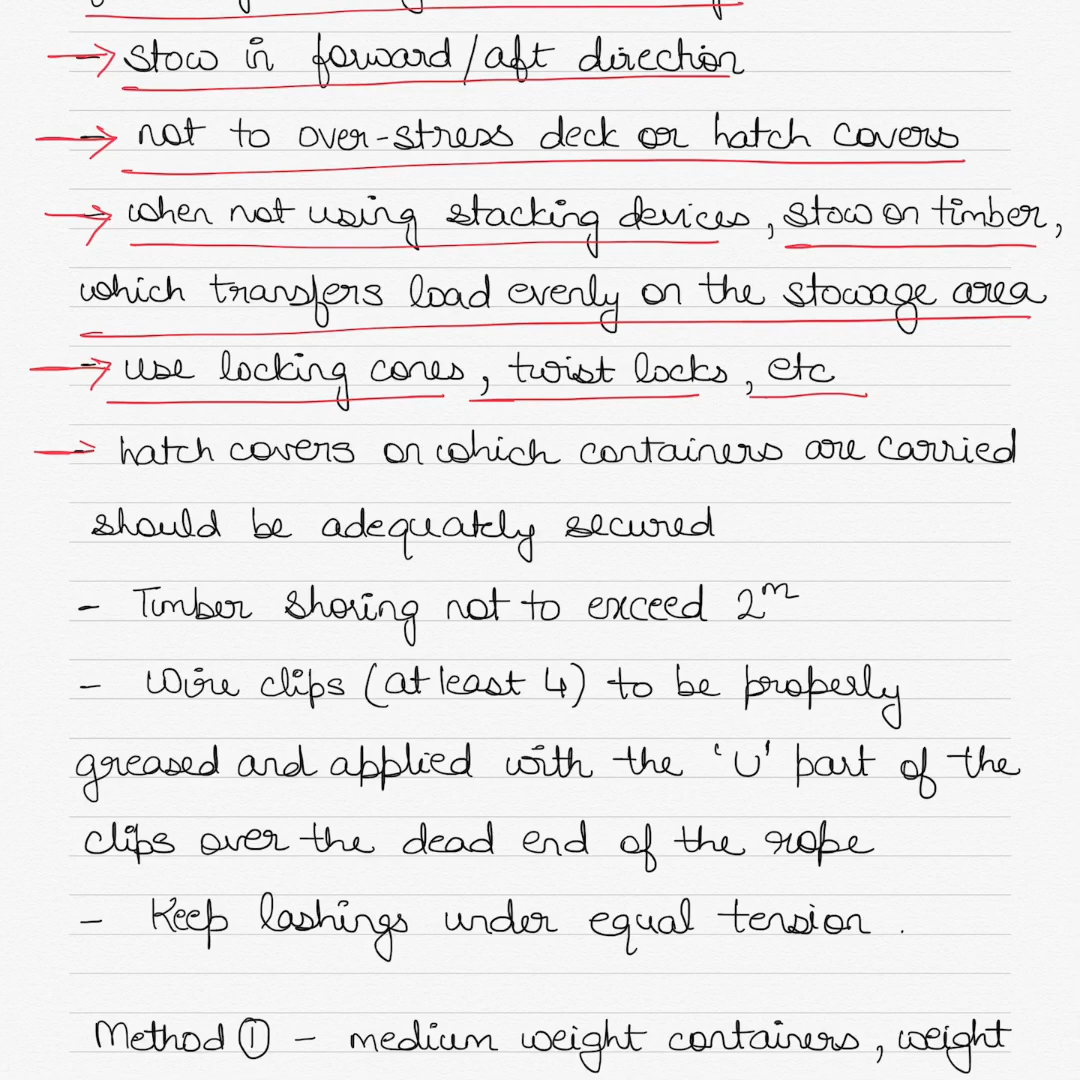 → stow in foward/aft direction
→ not to over-stress deck or hatch covers
→ when not using stacking devices, stow on timber,
which transfers load evenly on the stowage area
→ use locking cones, twist locks, etc
→ hatch covers on which containers are carried
should be adequately secured
- Timber shoring not to exceed 2m
- Wire clips (at least 4) to be properly
greased and applied with the 'U' part of the
clips over the dead end of the rope
- Keep lashings under equal tension.
Method ① - medium weight containers, weight